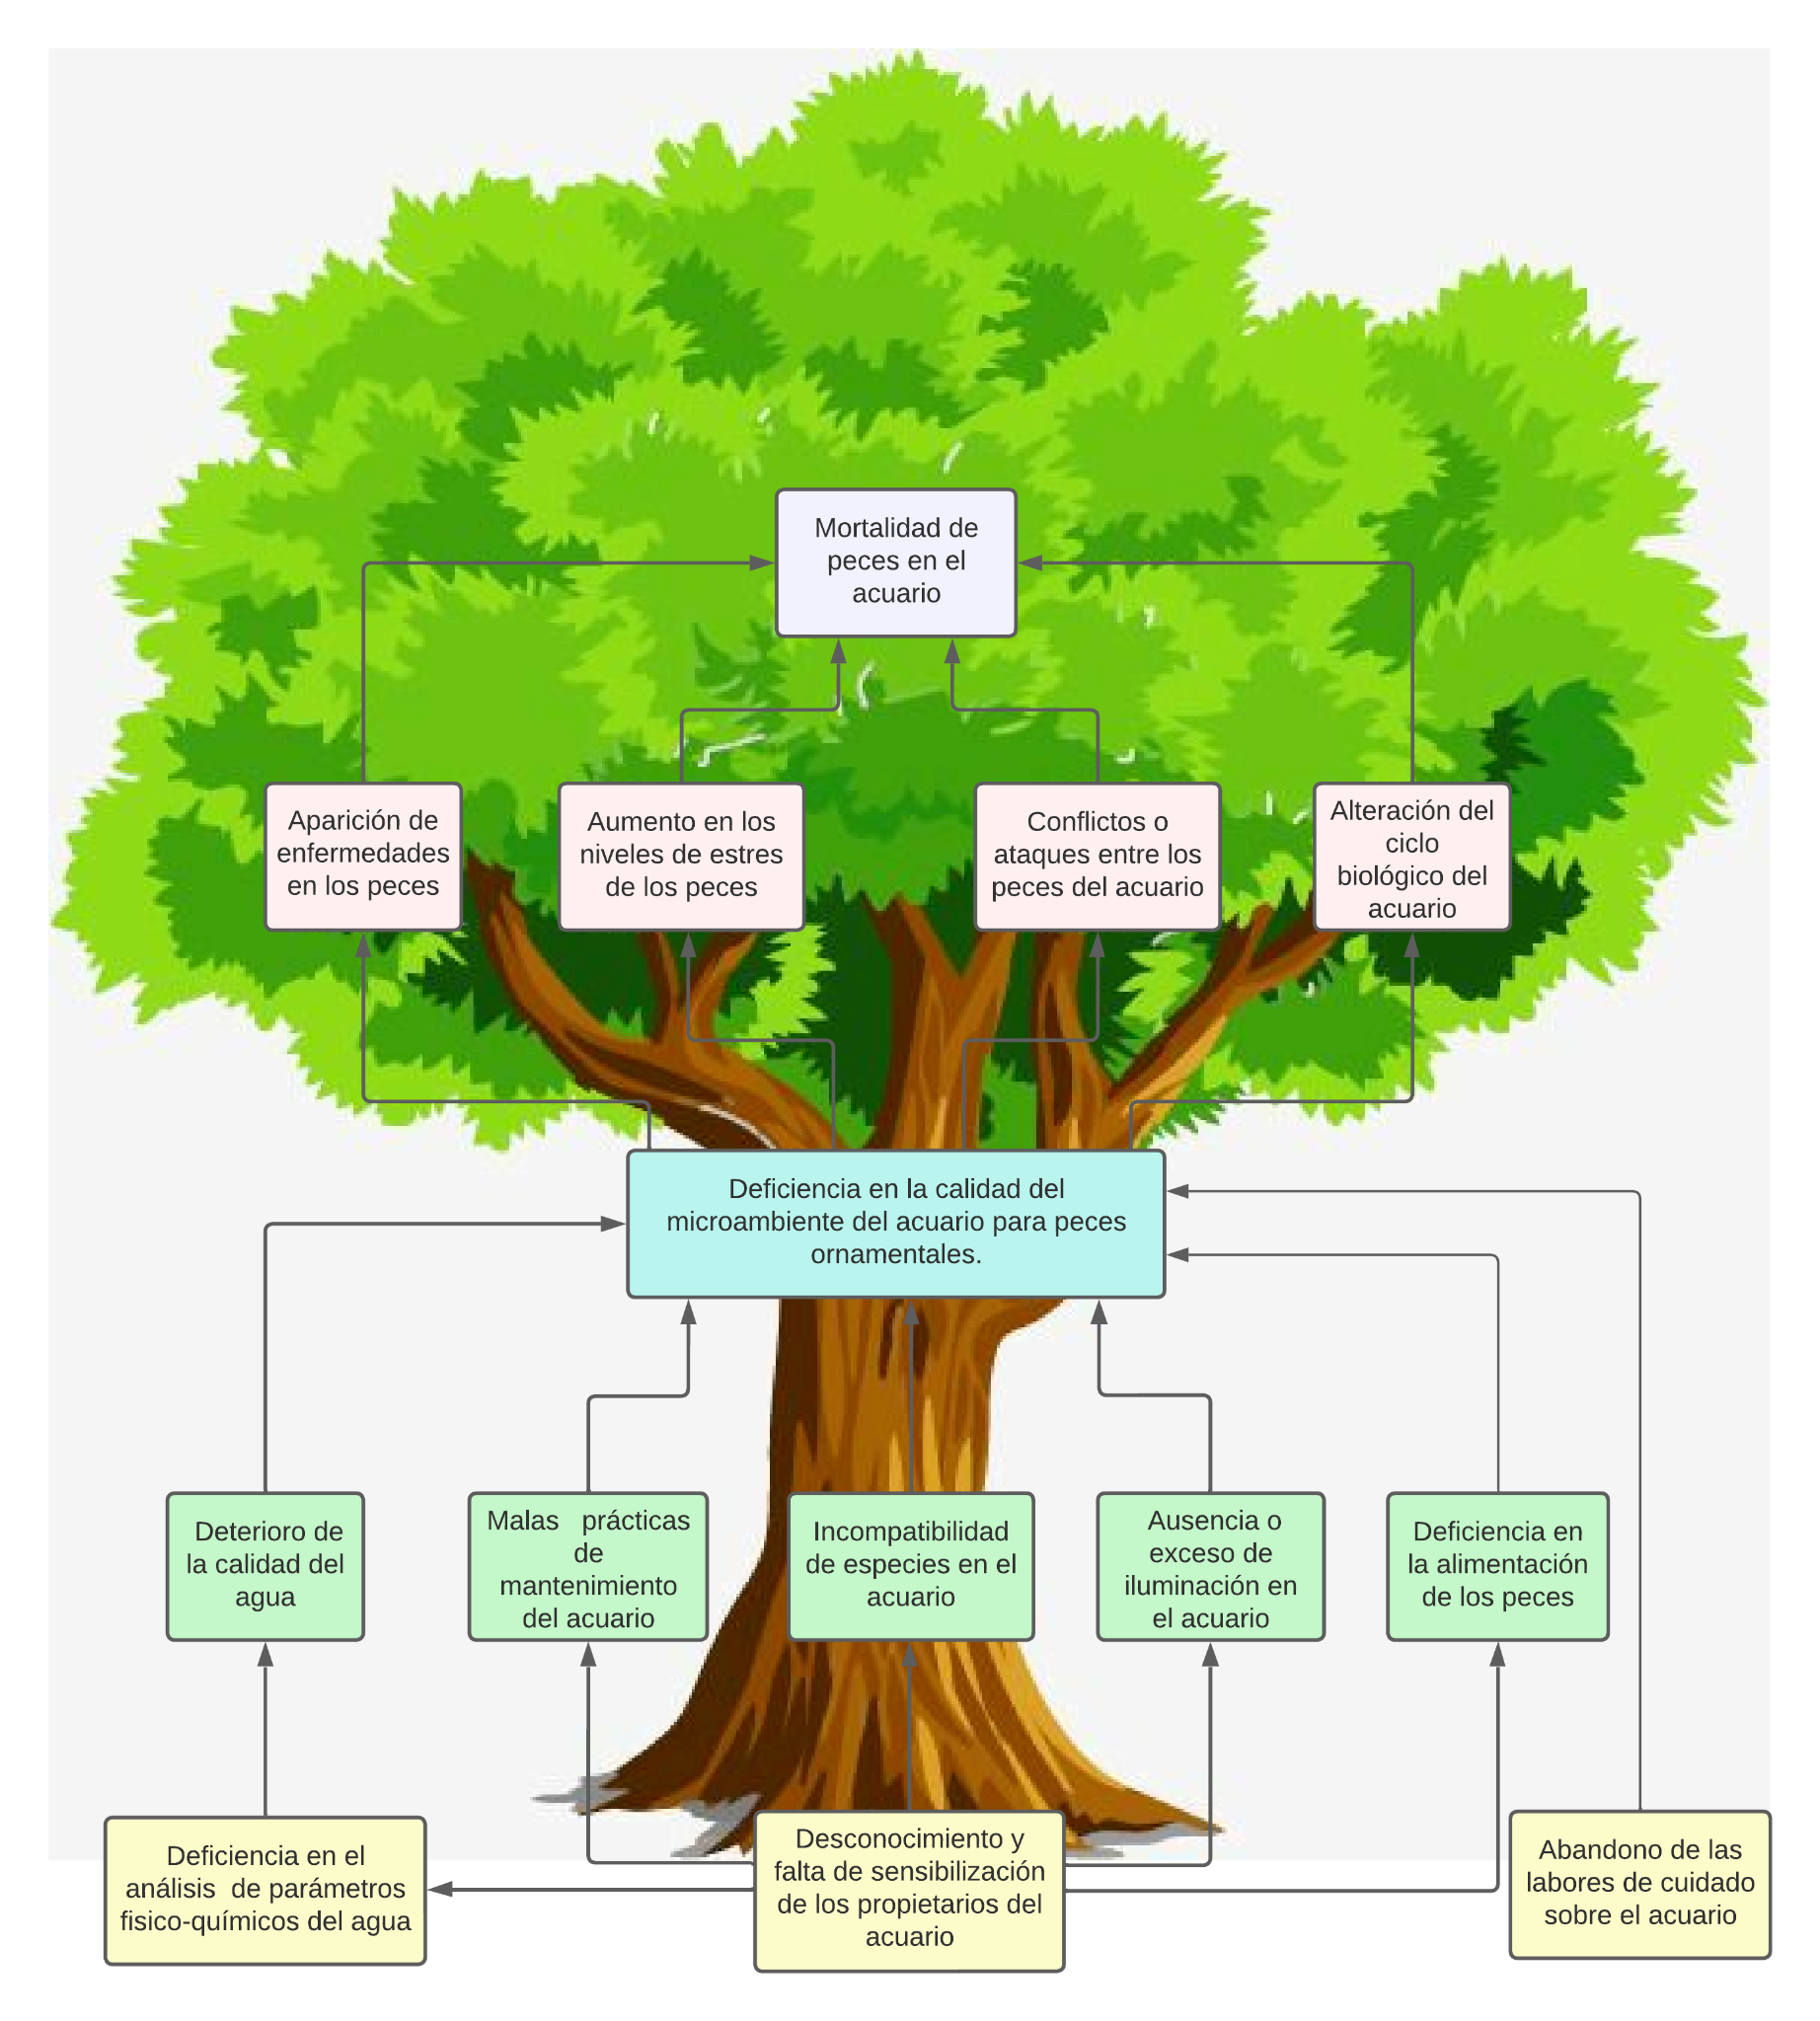 Mortalidad de
peces en el
acuario
Aparición de
enfermedades
en los peces
Aumento en los
niveles de estres
de los peces
Conflictos o
ataques entre los
peces del acuario
Alteración del
ciclo
biológico del
acuario
Deficiencia en la calidad del
microambiente del acuario para peces
ornamentales.
Deterioro de
la calidad del
agua
Malas   prácticas
de
mantenimiento
del acuario
Incompatibilidad
de especies en el
acuario
Ausencia o
exceso de
iluminación en
el acuario
Deficiencia en
la alimentación
de los peces
Deficiencia en el
análisis  de parámetros
fisico-químicos del agua
Desconocimiento y
falta de sensibilización
de los propietarios del
acuario
Abandono de las
labores de cuidado
sobre el acuario